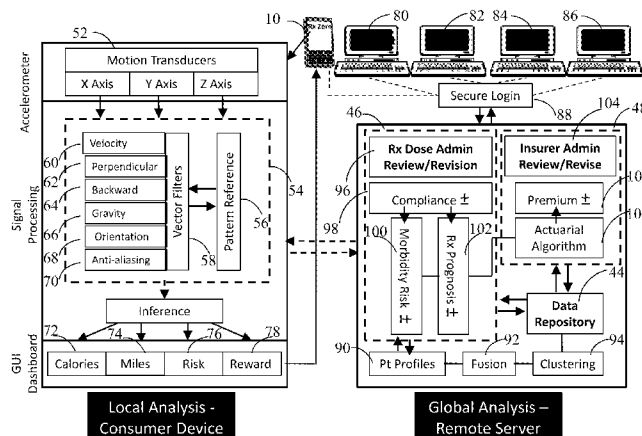 10
80
82
84
86
52
Rx Zone
Motion Transducers
X Axis
Y Axis
Z Axis
Accelerometer
Secure Login
88
104
46
48
Rx Dose Admin
Review/Revision
Insurer Admin
Review/Revise
96
98
60
Velocity
62
Perpendicular
64
Backward
66
Gravity
68
Orientation
70
Anti-aliasing
Vector Filters
58
Pattern Reference
56
54
Signal
Processing
Compliance ±
Premium ±
10
100
Morbidity Risk ±
102
Rx Prognosis ±
Actuarial
Algorithm
10
44
Data
Repository
Inference
72
74
76
78
Calories
Miles
Risk
Reward
GUI
Dashboard
90
Pt Profiles
92
Fusion
94
Clustering
Local Analysis -
Consumer Device
Global Analysis –
Remote Server